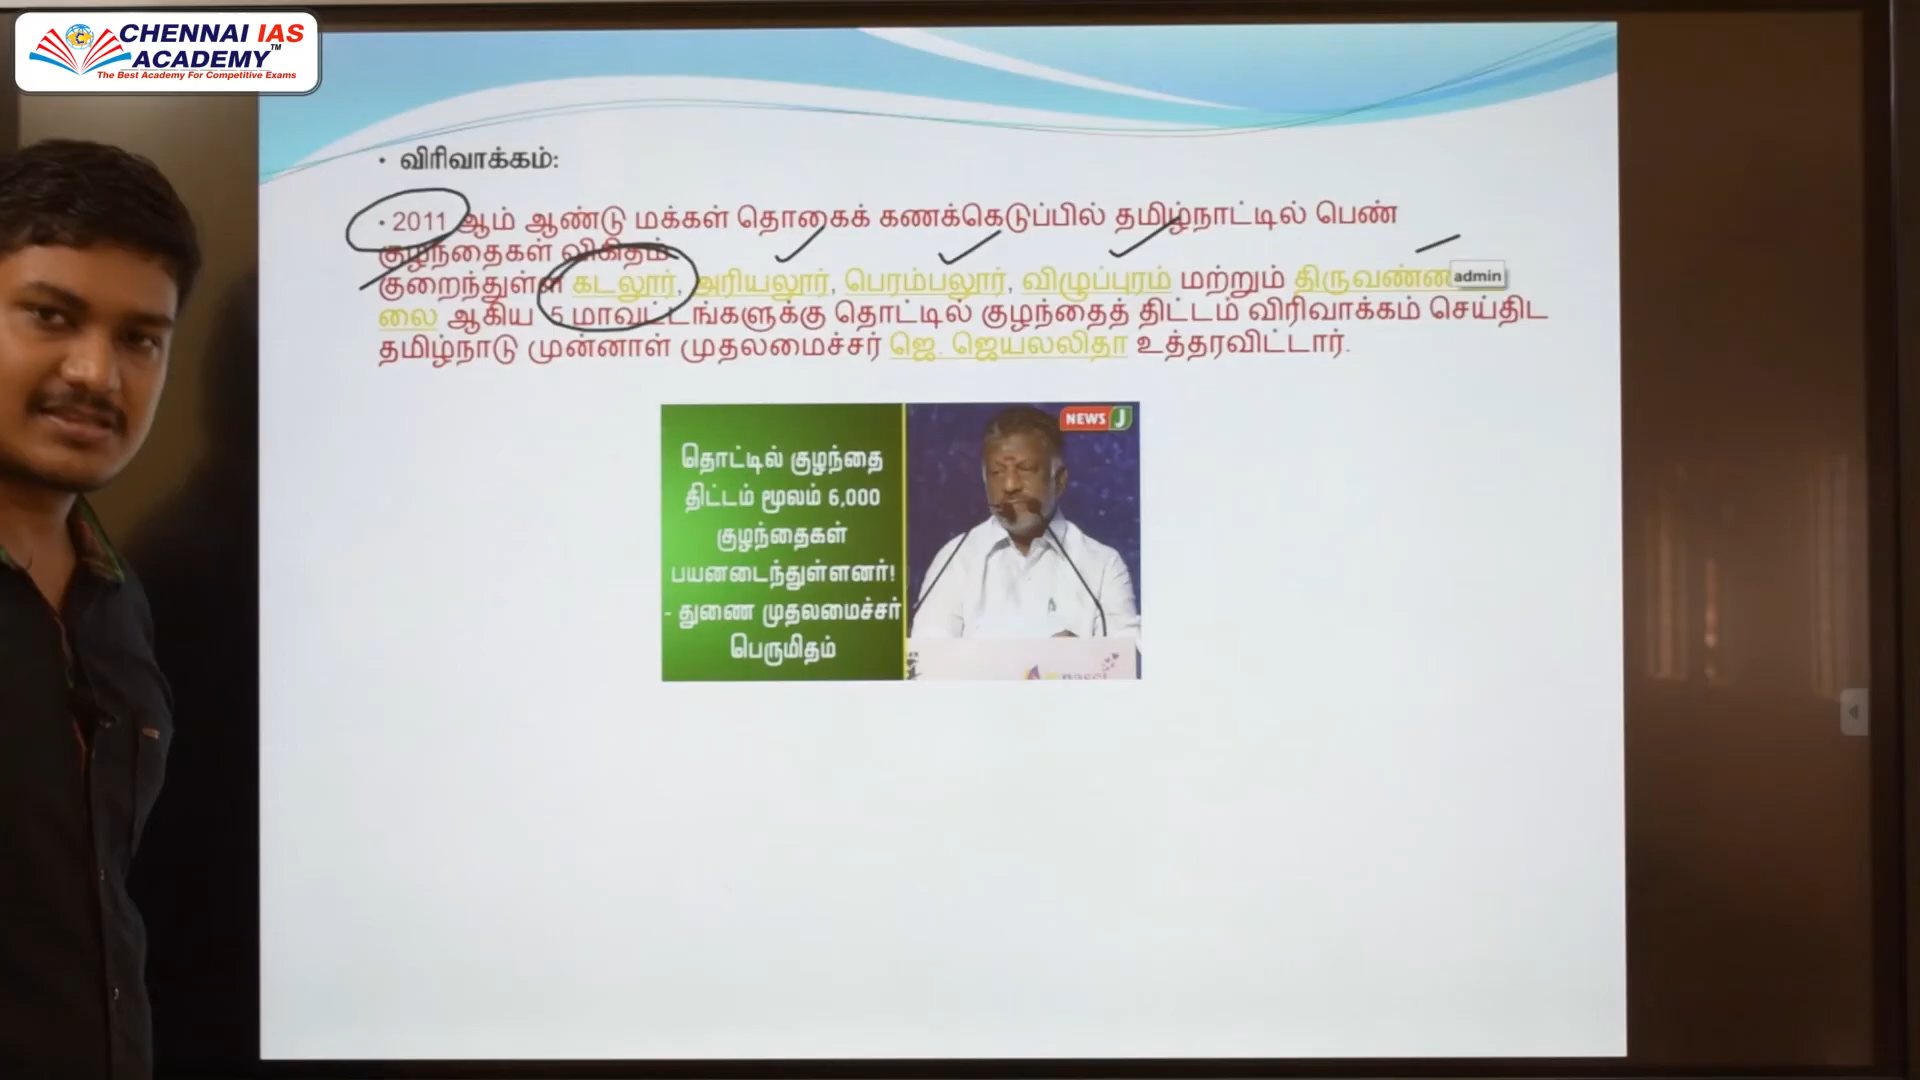 CHENNAI IAS
ACADEMY™
The Best Academy For Competitive Exams
• விரிவாக்கம்:
• 2011 ஆம் ஆண்டு மக்கள் தொகைக் கணக்கெடுப்பில் தமிழ்நாட்டில் பெண்
குழந்தைகள் விகிதம்
குறைந்துள்ள கடலூர், அரியலூர், பெரம்பலூர், விழுப்புரம் மற்றும் திருவண்ண
admin
லை ஆகிய 5 மாவட்டங்களுக்கு தொட்டில் குழந்தைத் திட்டம் விரிவாக்கம் செய்திட
தமிழ்நாடு முன்னாள் முதலமைச்சர் ஜெ. ஜெயலலிதா உத்தரவிட்டார்.
NEWS J
தொட்டில் குழந்தை
திட்டம் மூலம் 6,000
குழந்தைகள்
பயனடைந்துள்ளனர்!
- துணை முதலமைச்சர்
பெருமிதம்